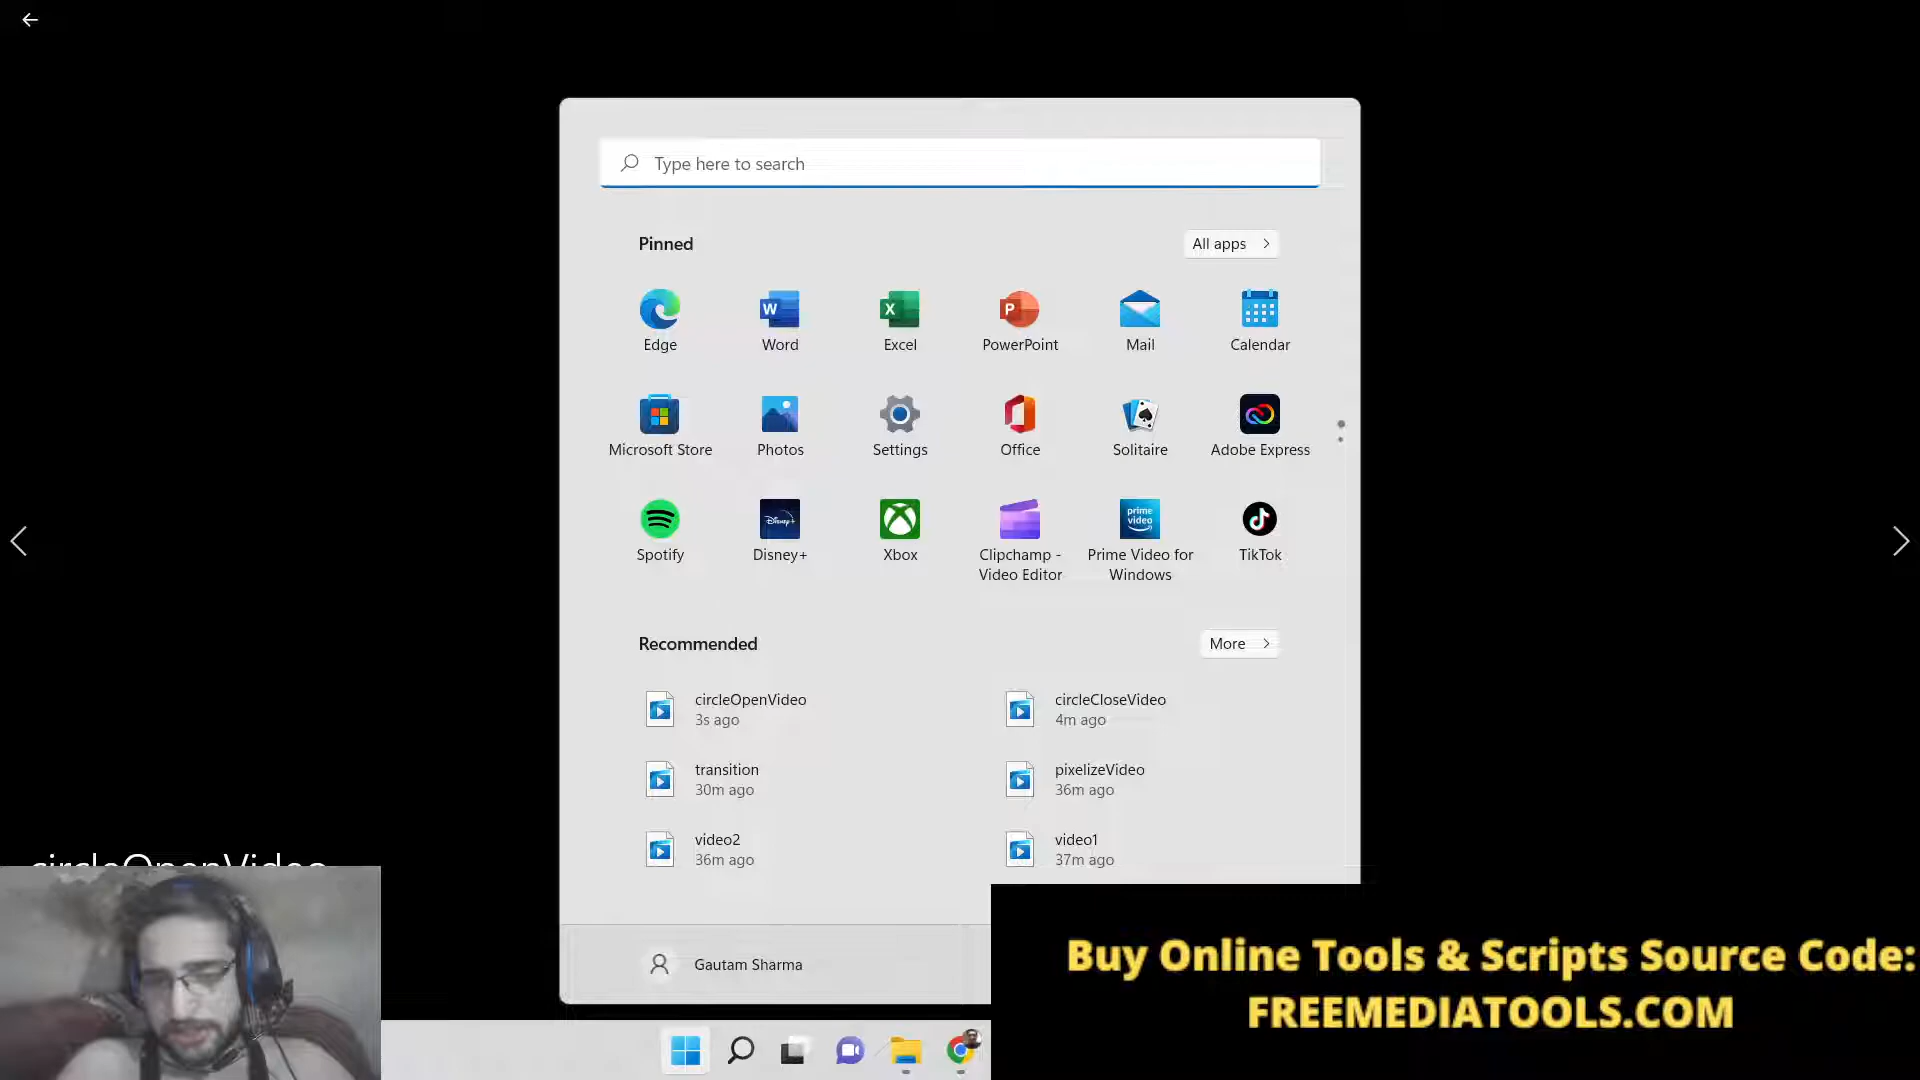 Type here to search
Pinned
All apps
Edge
Word
Excel
PowerPoint
Mail
Calendar
Microsoft Store
Photos
Settings
Office
Solitaire
Adobe Express
Spotify
Disney+
Xbox
Clipchamp -
Video Editor
prime
video
Prime Video for
Windows
TikTok
Recommended
More
circleOpenVideo
3s ago
circleCloseVideo
4m ago
transition
30m ago
pixelizeVideo
36m ago
video2
36m ago
video1
37m ago
circleOpenVideo
Gautam Sharma
Buy Online Tools & Scripts Source Code:
FREEMEDIATOOLS.COM